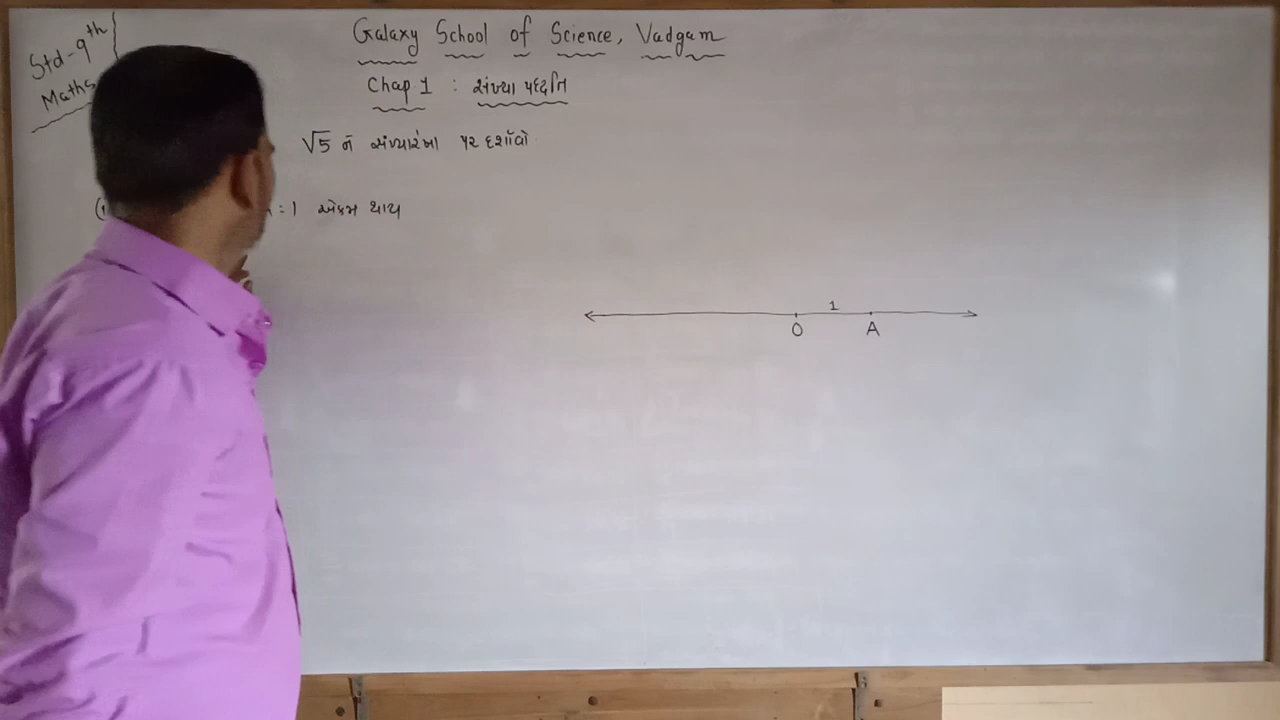 Std-9th
Maths
Galaxy School of Science, Vadgam
Chap 1 : સંખ્યા પદ્ધતિ
√5 ને સંખ્યારેખા પર દર્શાવો
= 1 એકમ થાય
1
O A